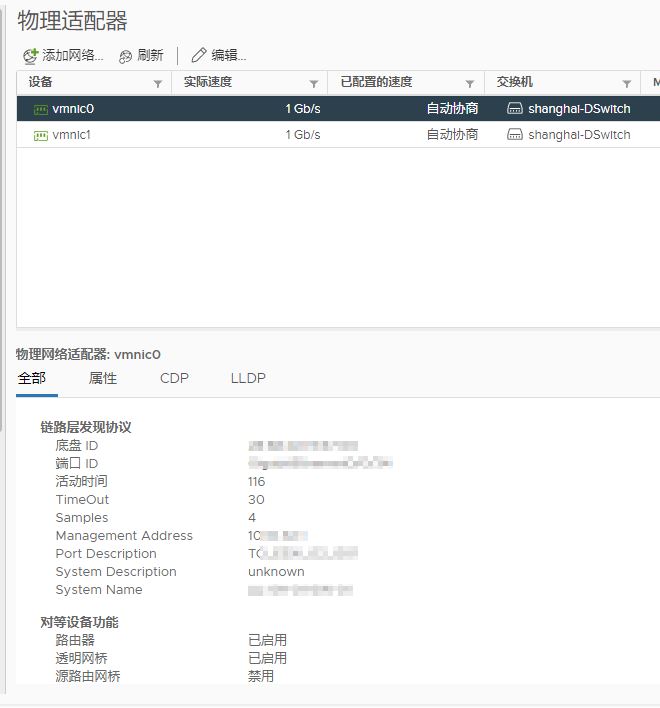 物理适配器
添加网络... 刷新 编辑...
设备 实际速度 已配置的速度 交换机
vmnic0 1 Gb/s 自动协商 shanghai-DSwitch
vmnic1 1 Gb/s 自动协商 shanghai-DSwitch
物理网络适配器: vmnic0
全部 属性 CDP LLDP
链路层发现协议
底盘 ID
端口 ID
活动时间 116
TimeOut 30
Samples 4
Management Address
Port Description
System Description unknown
System Name
对等设备功能
路由器 已启用
透明网桥 已启用
源路由网桥 禁用